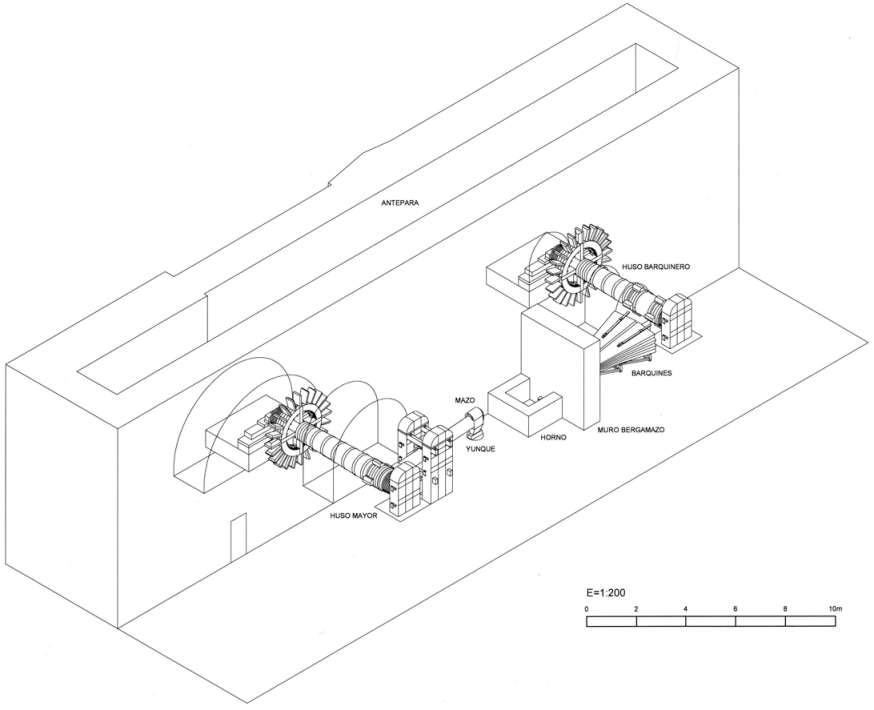 ANTEPARA
HUSO BARQUINERO
BARQUINES
MAZO
YUNQUE
HORNO
MURO BERGAMAZO
HUSO MAYOR
E=1:200
0 2 4 6 8 10m